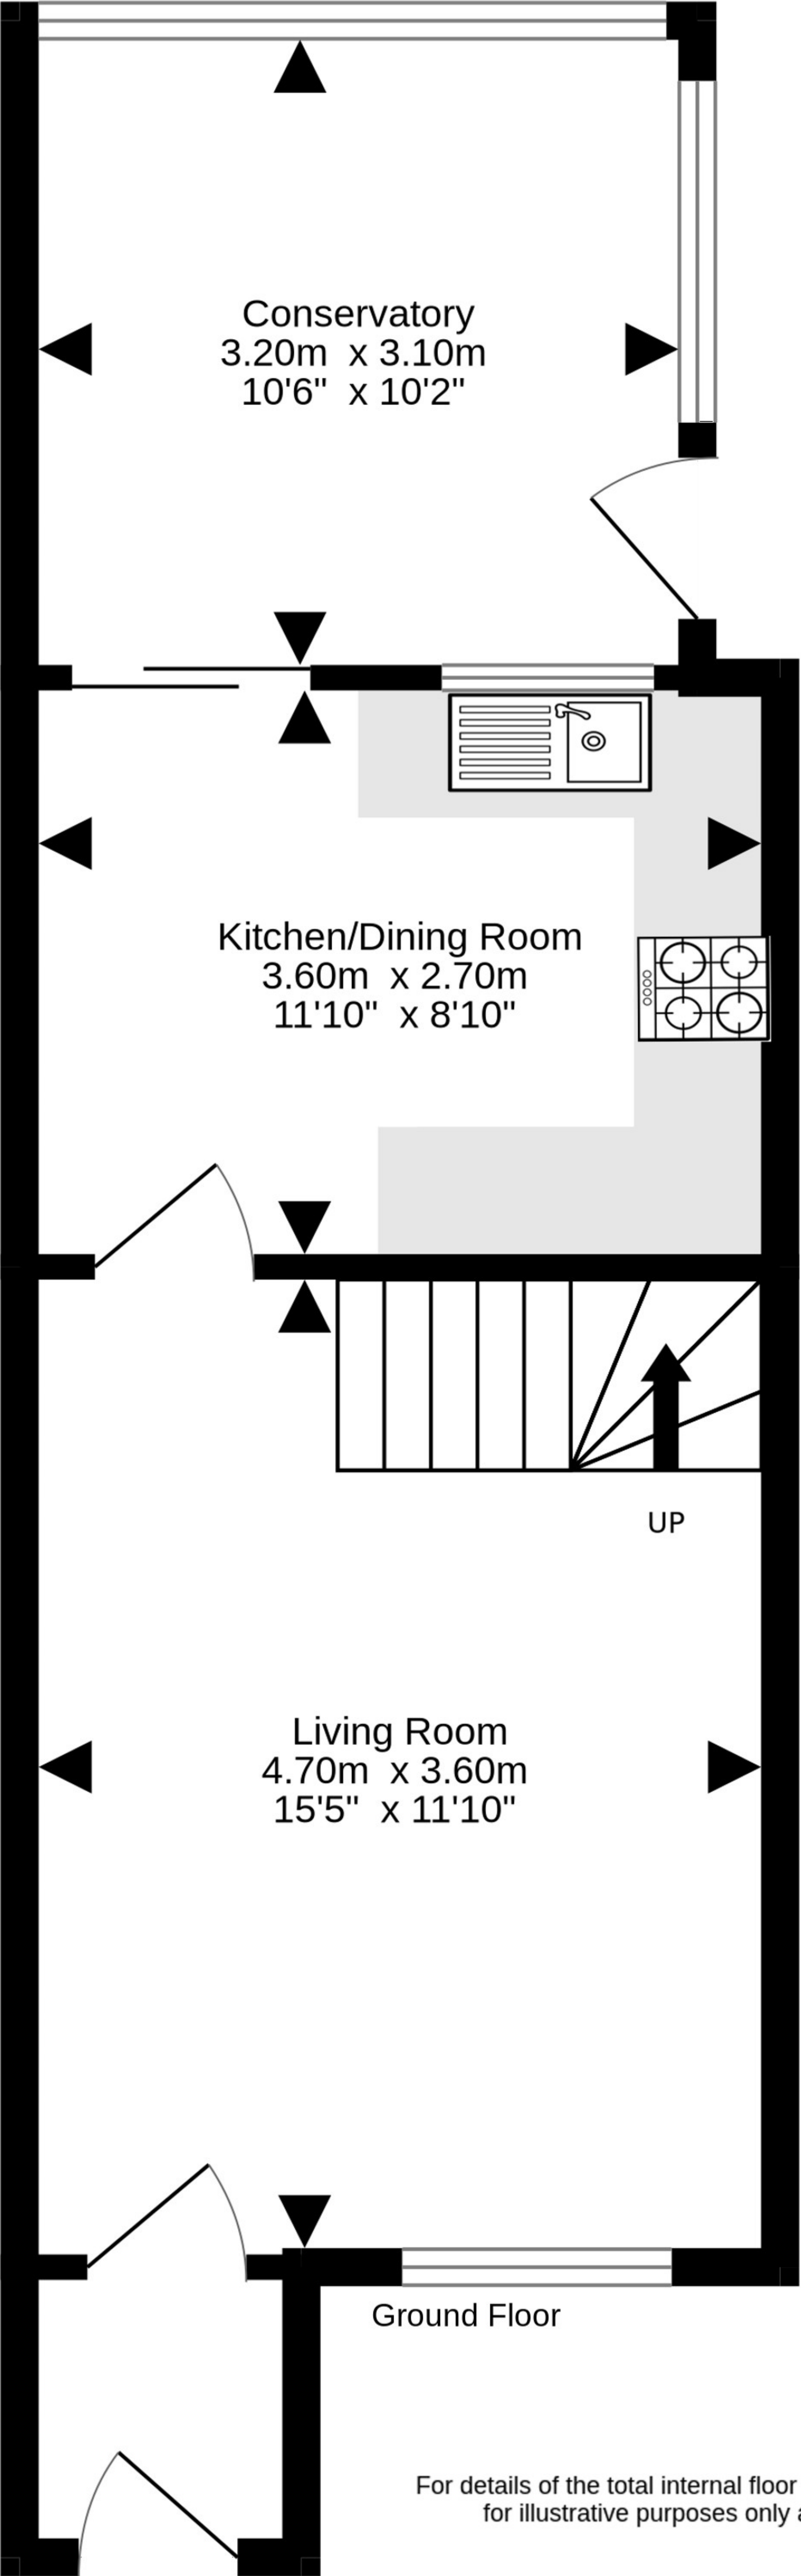 Conservatory
3.20m x 3.10m
10'6" x 10'2"
Kitchen/Dining Room
3.60m x 2.70m
11'10" x 8'10"
UP
Living Room
4.70m x 3.60m
15'5" x 11'10"
Ground Floor
For details of the total internal floor
for illustrative purposes only